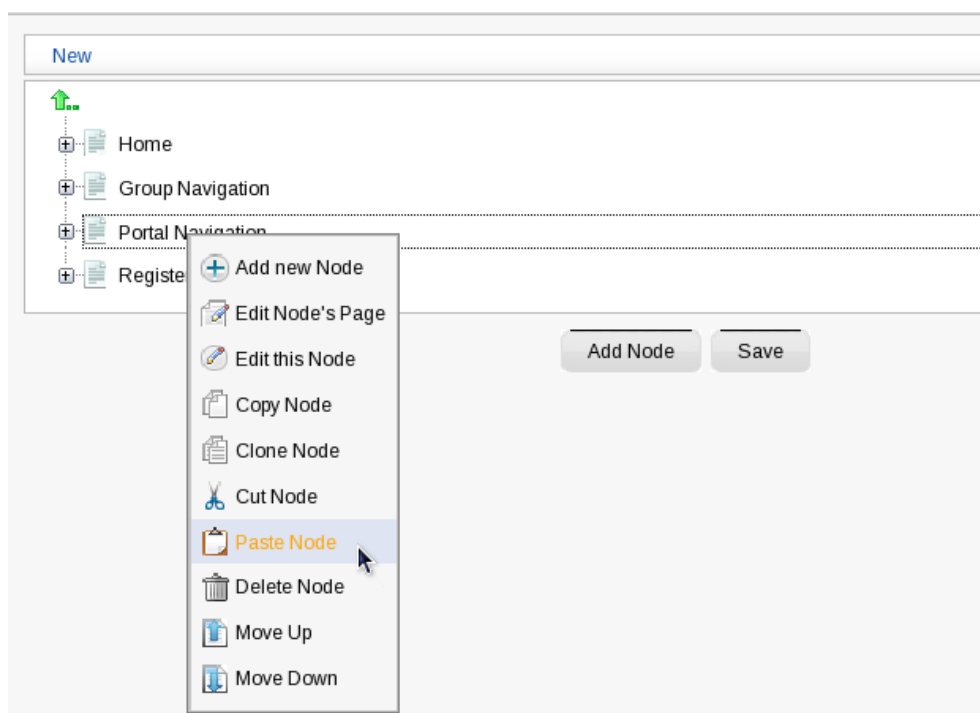 New
Home
Group Navigation
Portal Navigation
Registe
Add new Node
Edit Node's Page
Edit this Node
Copy Node
Clone Node
Cut Node
Paste Node
Delete Node
Move Up
Move Down
Add Node
Save